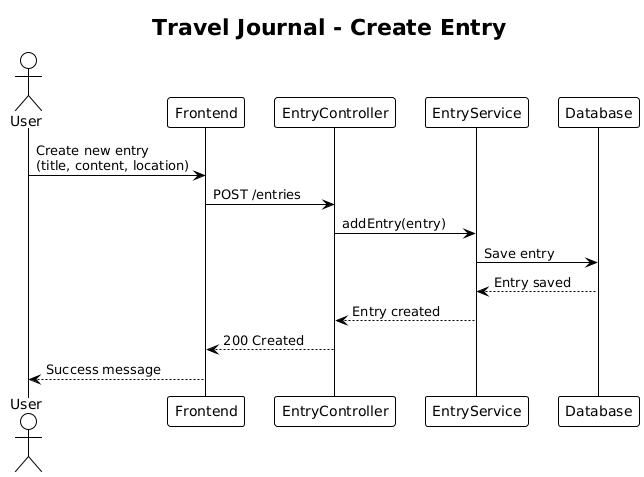 Travel Journal - Create Entry
User
Frontend
EntryController
EntryService
Database
Create new entry
(title, content, location)
POST /entries
addEntry(entry)
Save entry
Entry saved
Entry created
200 Created
Success message
User
Frontend
EntryController
EntryService
Database